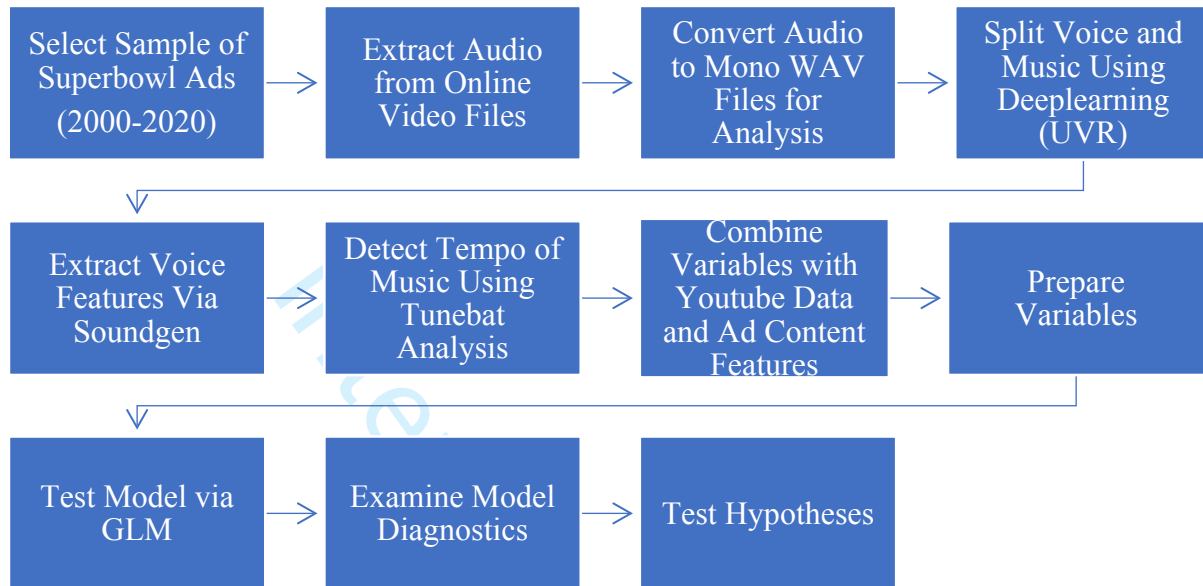 Select Sample of
Superbowl Ads
(2000-2020)
Extract Audio
from Online
Video Files
Convert Audio
to Mono WAV
Files for
Analysis
Split Voice and
Music Using
Deeplearning
(UVR)
Extract Voice
Features Via
Soundgen
Detect Tempo of
Music Using
Tunebat
Analysis
Combine
Variables with
Youtube Data
and Ad Content
Features
Prepare
Variables
Test Model via
GLM
Examine Model
Diagnostics
Test Hypotheses